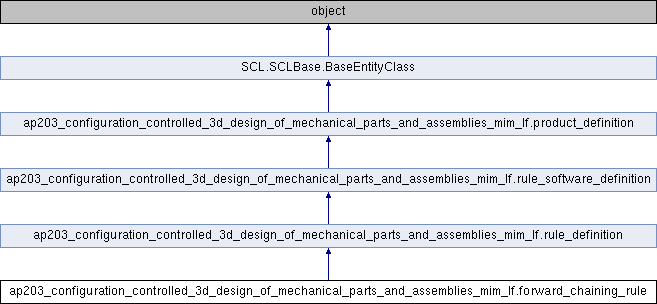 object
SCL.SCLBase.BaseEntityClass
ap203_configuration_controlled_3d_design_of_mechanical_parts_and_assemblies_mim_lf.product_definition
ap203_configuration_controlled_3d_design_of_mechanical_parts_and_assemblies_mim_lf.rule_software_definition
ap203_configuration_controlled_3d_design_of_mechanical_parts_and_assemblies_mim_lf.rule_definition
ap203_configuration_controlled_3d_design_of_mechanical_parts_and_assemblies_mim_lf.forward_chaining_rule